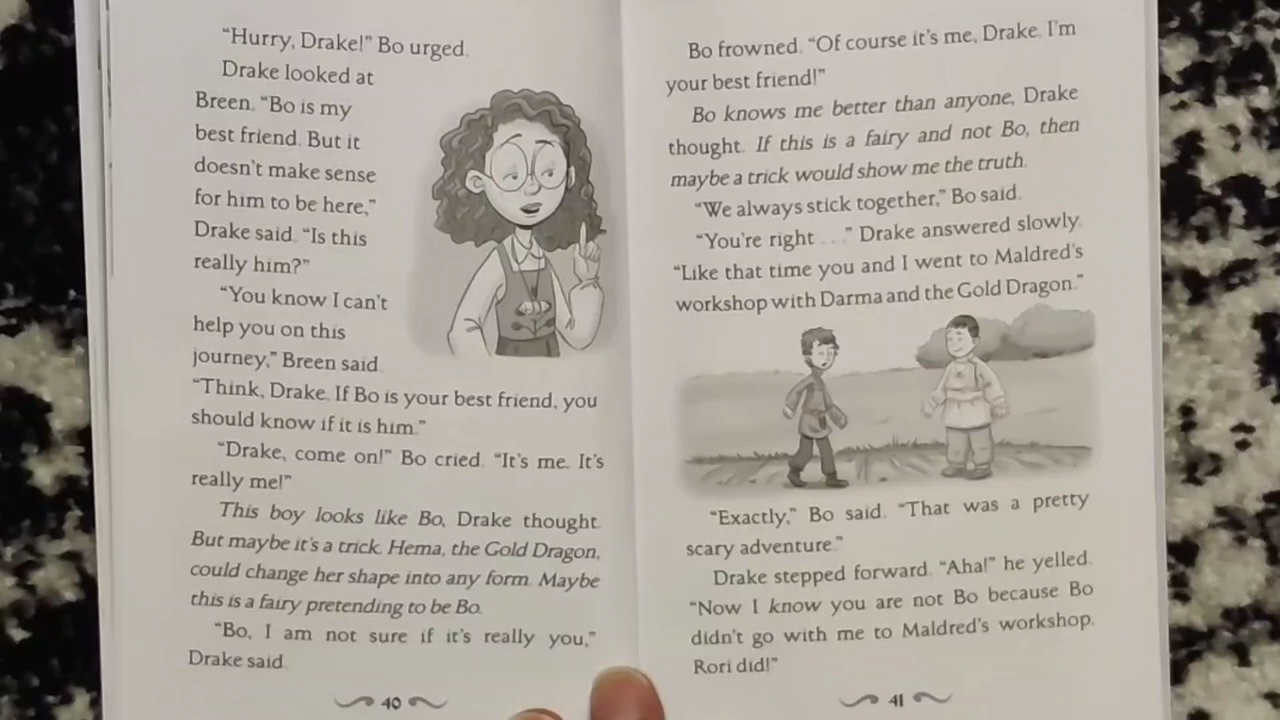 “Hurry, Drake!” Bo urged.
Drake looked at
Breen. “Bo is my
best friend. But it
doesn’t make sense
for him to be here,”
Drake said. “Is this
really him?”
“You know I can’t
help you on this
journey,” Breen said.
“Think, Drake. If Bo is your best friend, you
should know if it is him.”
“Drake, come on!” Bo cried. “It’s me. It’s
really me!”
This boy looks like Bo, Drake thought.
But maybe it’s a trick. Hema, the Gold Dragon,
could change her shape into any form. Maybe
this is a fairy pretending to be Bo.
“Bo, I am not sure if it’s really you,”
Drake said.
40
Bo frowned. “Of course it’s me, Drake. I’m
your best friend!”
Bo knows me better than anyone, Drake
thought. If this is a fairy and not Bo, then
maybe a trick would show me the truth.
“We always stick together,” Bo said.
“You’re right . . .” Drake answered slowly.
“Like that time you and I went to Maldred’s
workshop with Darma and the Gold Dragon.”
“Exactly,” Bo said. “That was a pretty
scary adventure.”
Drake stepped forward. “Aha!” he yelled.
“Now I know you are not Bo because Bo
didn’t go with me to Maldred’s workshop.
Rori did!”
41